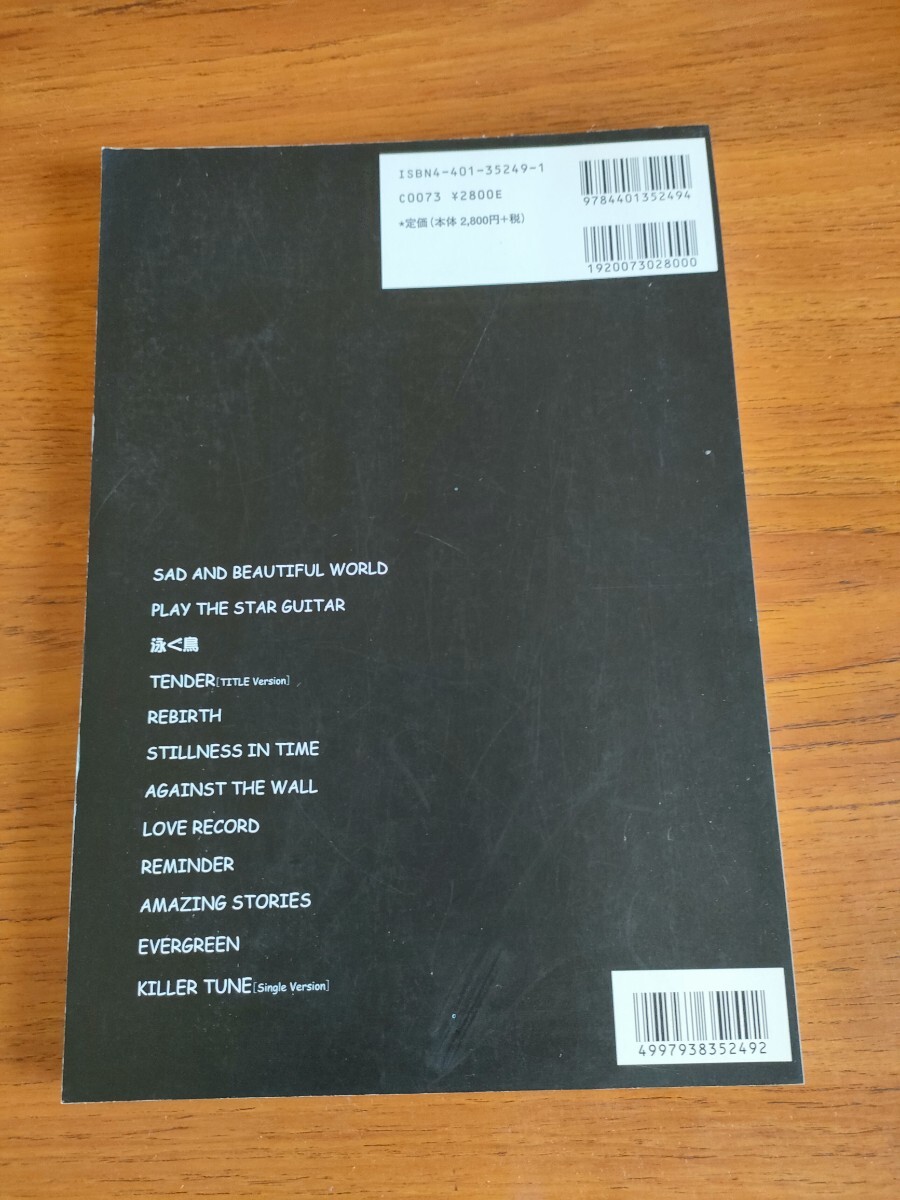 ISBN4-401-35249-1
C0073 ¥2800E
*定価(本体 2,800円+税)
9784401352494
1920073028000
SAD AND BEAUTIFUL WORLD
PLAY THE STAR GUITAR
泳ぐ鳥
TENDER[TITLE Version]
REBIRTH
STILLNESS IN TIME
AGAINST THE WALL
LOVE RECORD
REMINDER
AMAZING STORIES
EVERGREEN
KILLER TUNE[Single Version]
4997938352492